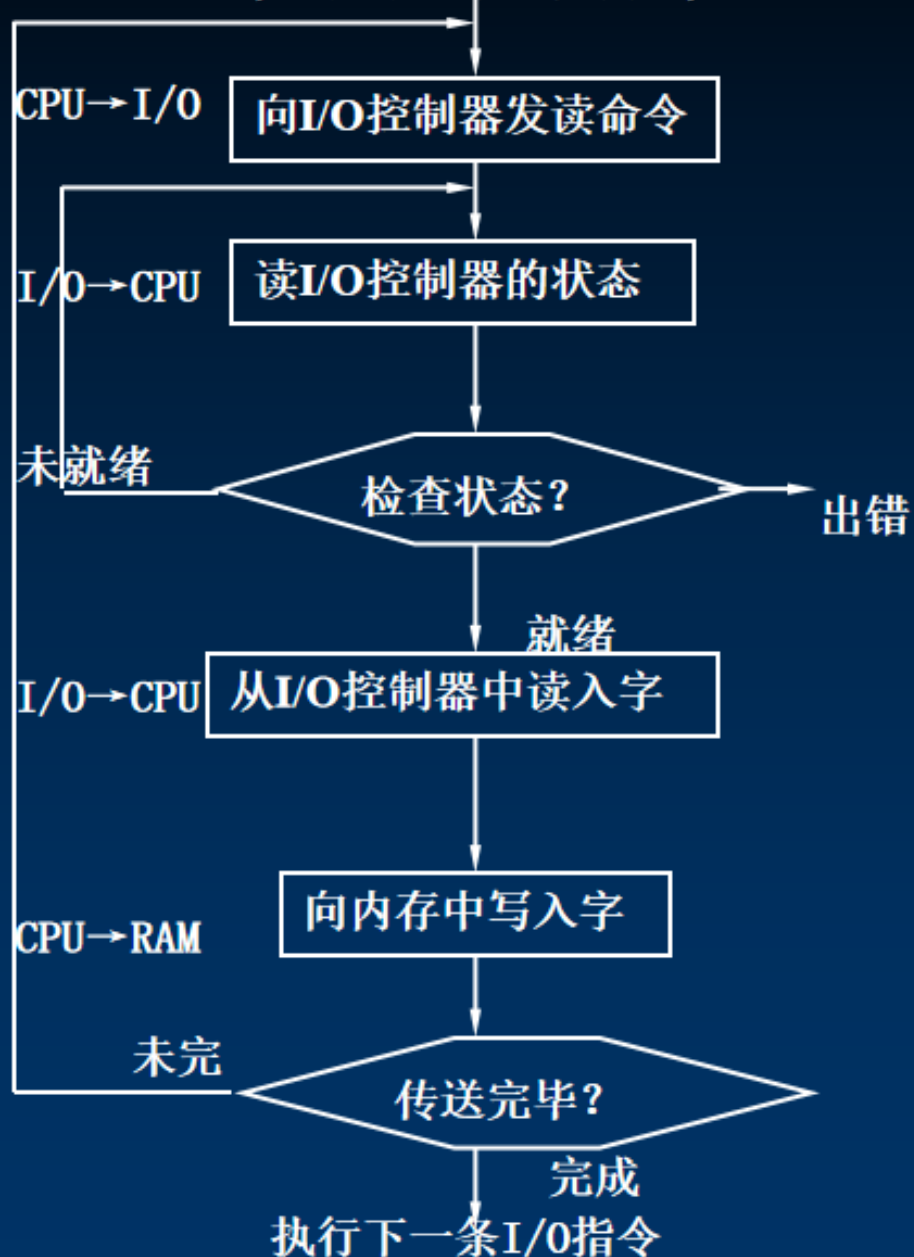 CPU→I/O
向I/O控制器发读命令
I/O→CPU
读I/O控制器的状态
未就绪
检查状态?
出错
就绪
I/O→CPU
从I/O控制器中读入字
向内存中写入字
CPU→RAM
未完
传送完毕?
完成
执行下一条I/O指令